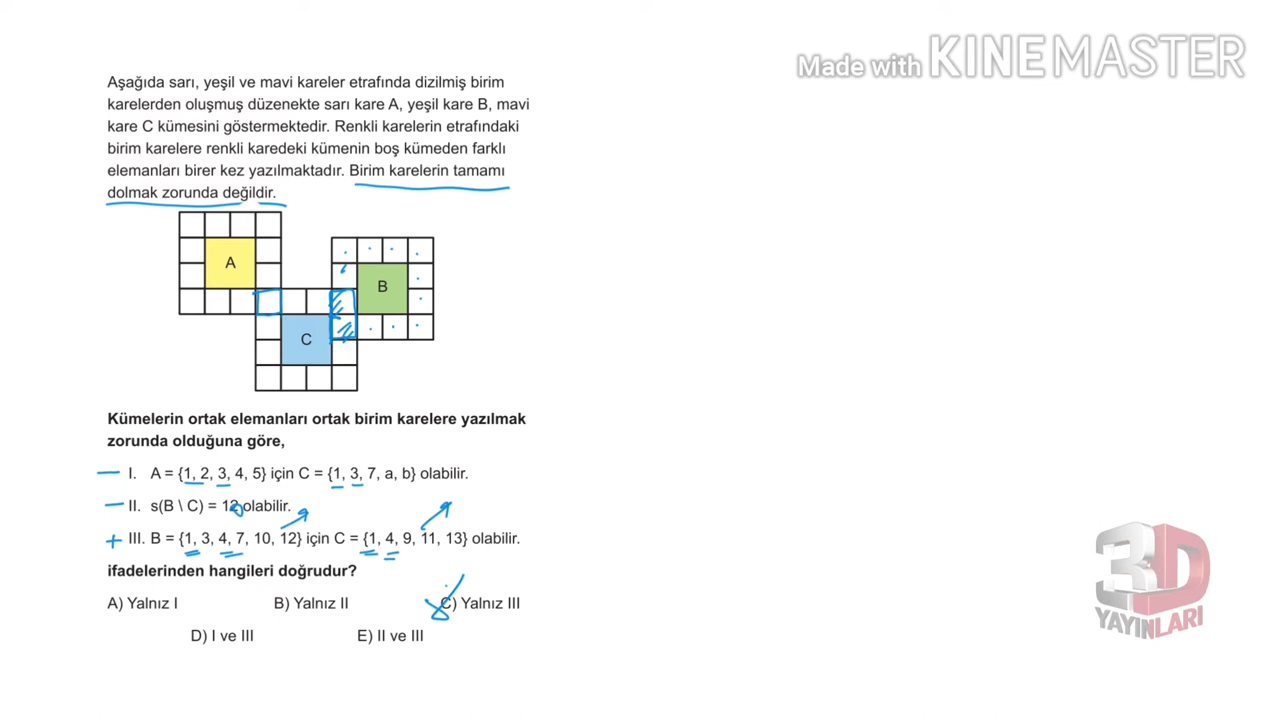 Made with KINEMASTER
Aşağıda sarı, yeşil ve mavi kareler etrafında dizilmiş birim
karelerden oluşmuş düzenekte sarı kare A, yeşil kare B, mavi
kare C kümesini göstermektedir. Renkli karelerin etrafındaki
birim karelere renkli karedeki kümenin boş kümeden farklı
elemanları birer kez yazılmaktadır. Birim karelerin tamamı
dolmak zorunda değildir.
A
B
C
Kümelerin ortak elemanları ortak birim karelere yazılmak
zorunda olduğuna göre,
I. A = {1, 2, 3, 4, 5} için C = {1, 3, 7, a, b} olabilir.
II. s(B \ C) = 12 olabilir.
III. B = {1, 3, 4, 7, 10, 12} için C = {1, 4, 9, 11, 13} olabilir.
ifadelerinden hangileri doğrudur?
A) Yalnız I B) Yalnız II C) Yalnız III
D) I ve III E) II ve III
3D
YAYINLARI